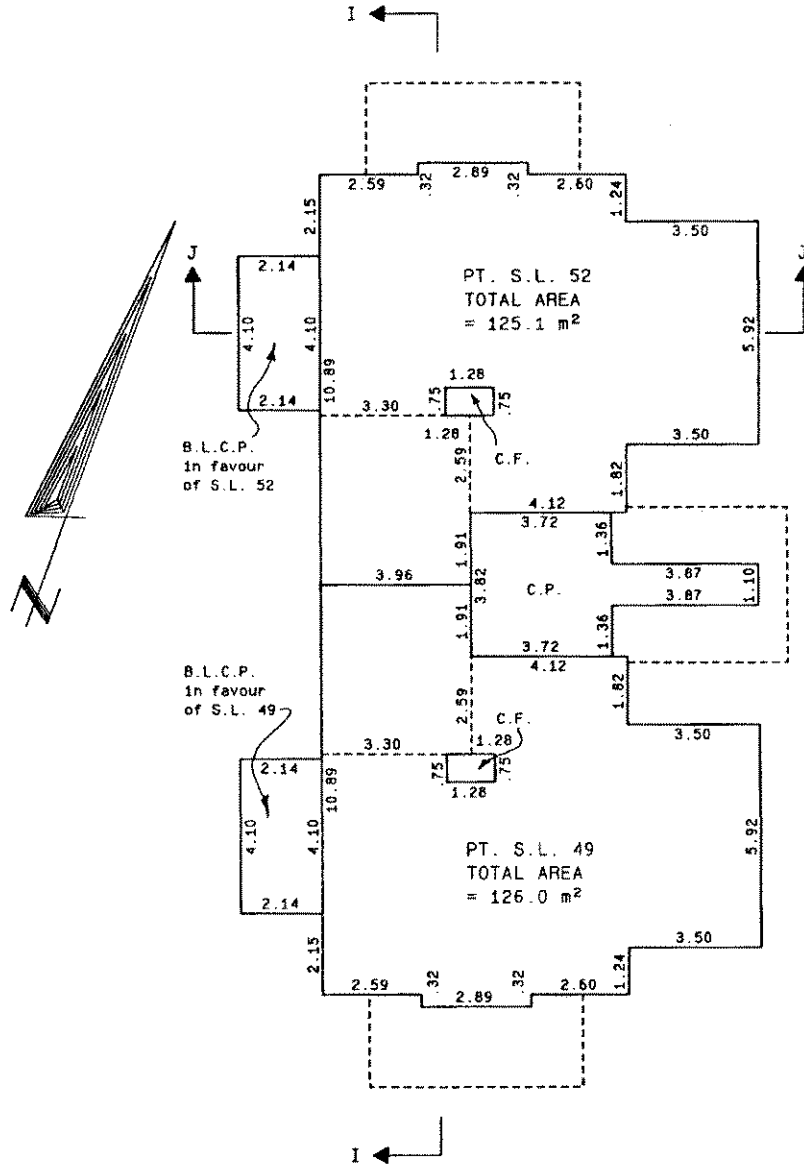 I
I
2.59
.32
2.89
.32
2.60
1.24
2.15
3.50
J
J
2.14
PT. S.L. 52
TOTAL AREA
= 125.1 m²
4.10
4.10
5.92
10.89
1.28
.75
.75
2.14
3.30
1.28
C.F.
B.L.C.P.
in favour
of S.L. 52
2.59
3.50
1.82
4.12
3.72
1.36
1.91
3.82
3.87
3.96
C.P.
1.10
3.87
1.91
1.36
3.72
4.12
N
B.L.C.P.
in favour
of S.L. 49
1.82
2.59
C.F.
3.50
1.28
3.30
.75
.75
2.14
10.89
1.28
4.10
4.10
PT. S.L. 49
TOTAL AREA
= 126.0 m²
5.92
2.14
3.50
2.15
1.24
2.59
.32
2.89
.32
2.60
I